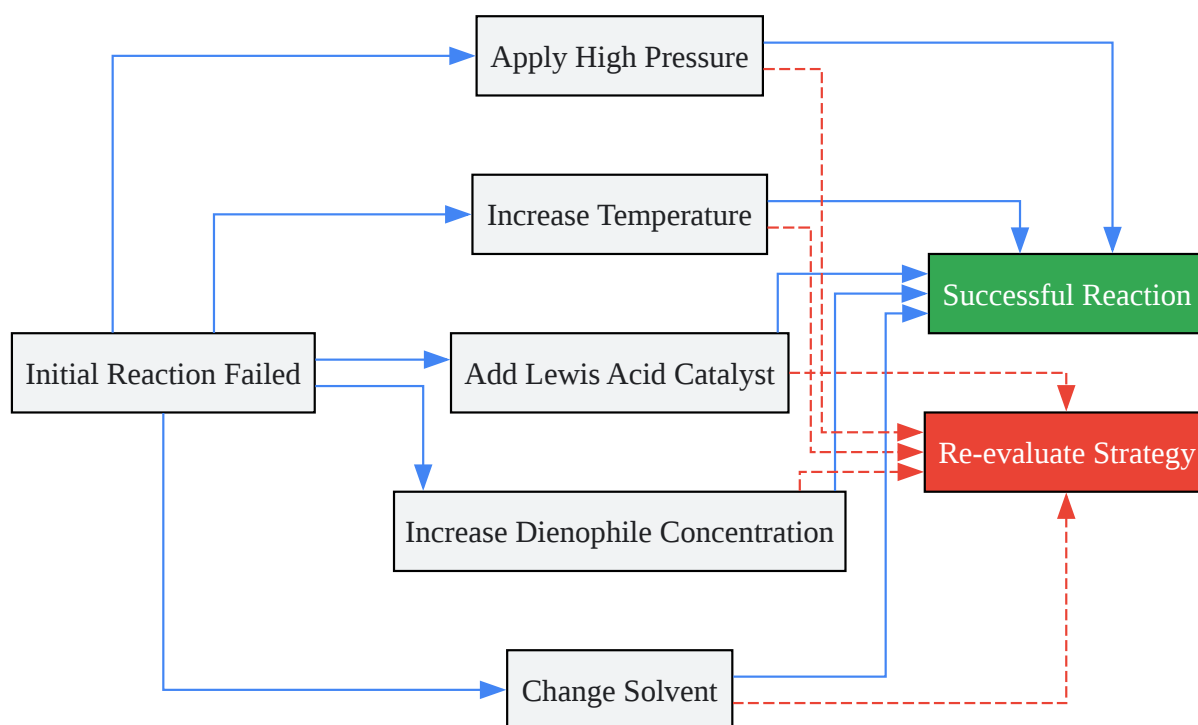 Apply High Pressure
Increase Temperature
Successful Reaction
Initial Reaction Failed
Add Lewis Acid Catalyst
Re-evaluate Strategy
Increase Dienophile Concentration
Change Solvent